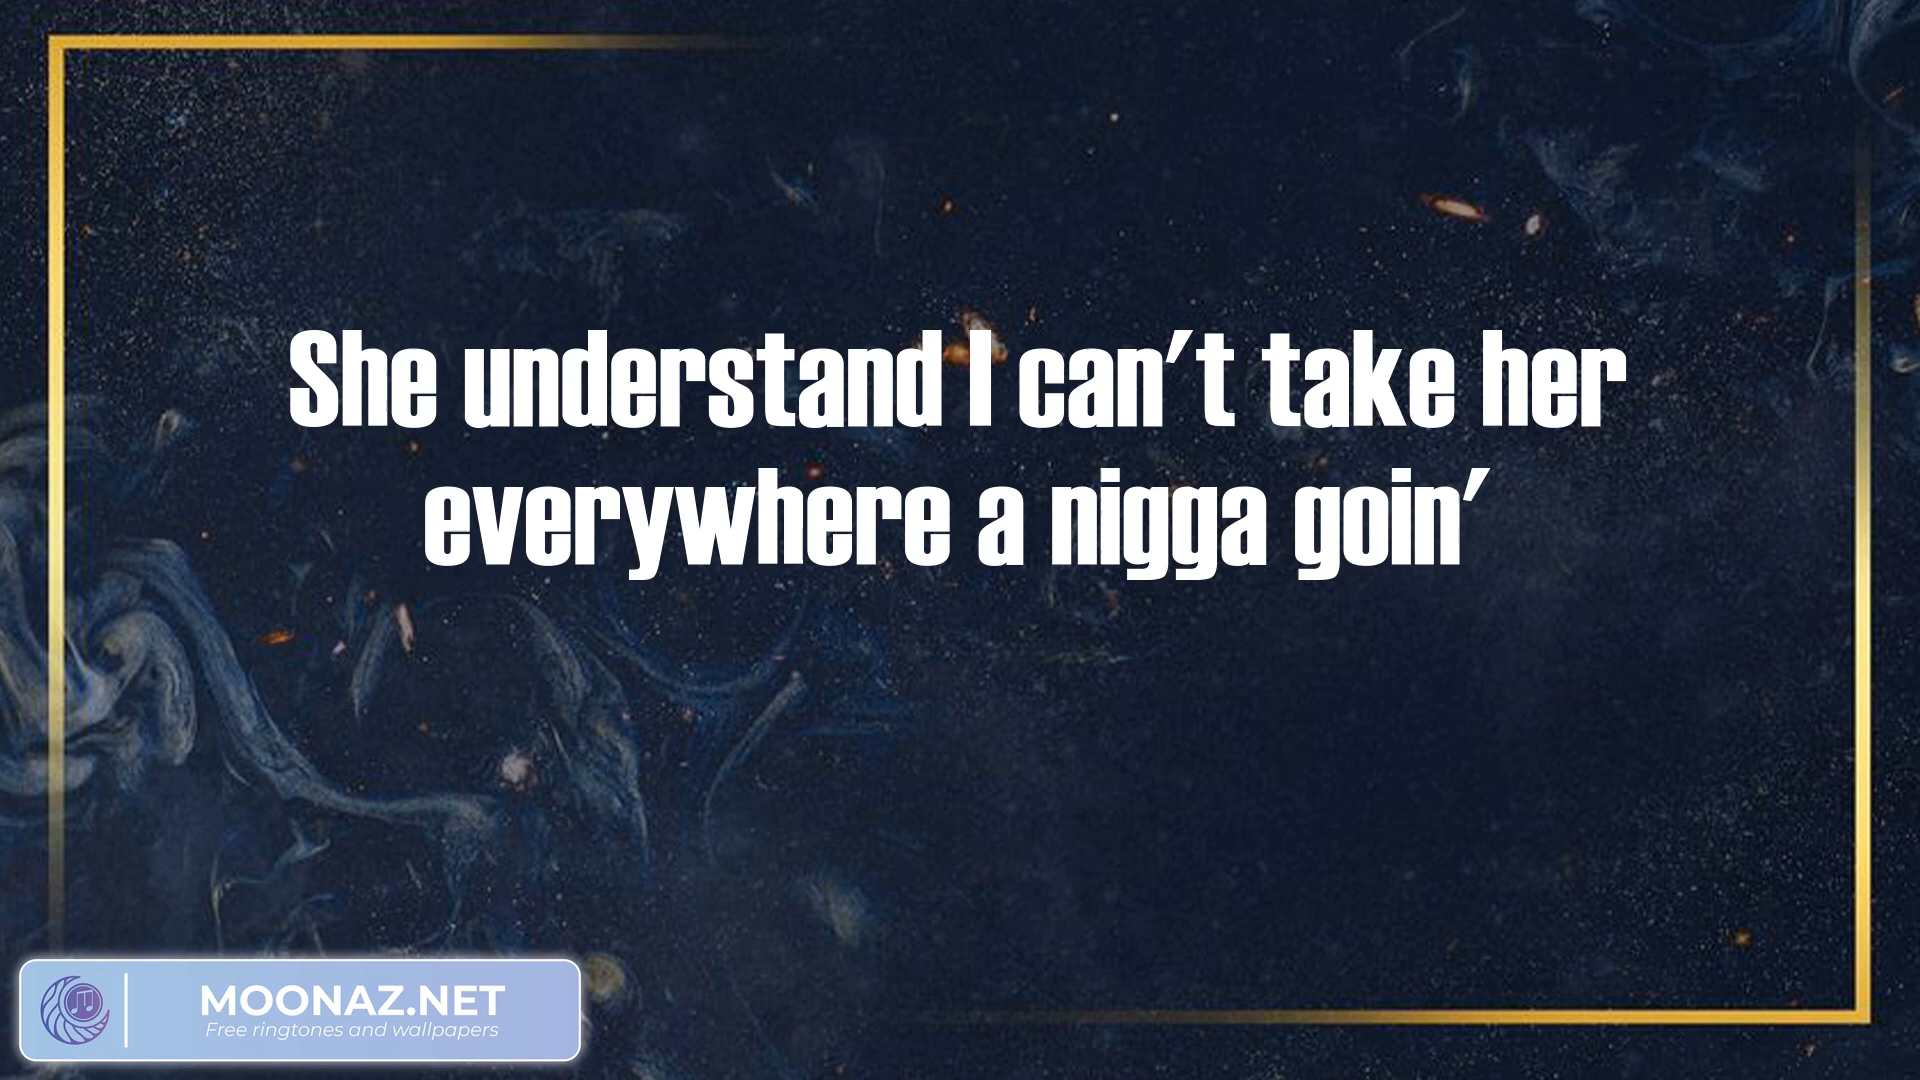 She understand I can't take her
everywhere a nigga goin'
MOONAZ.NET
Free ringtones and wallpapers